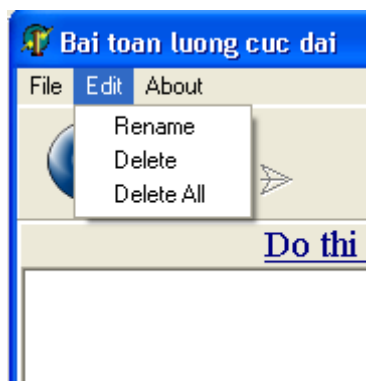 Bai toan luong cuc dai
File Edit About
Rename
Delete
Delete All
Do thi